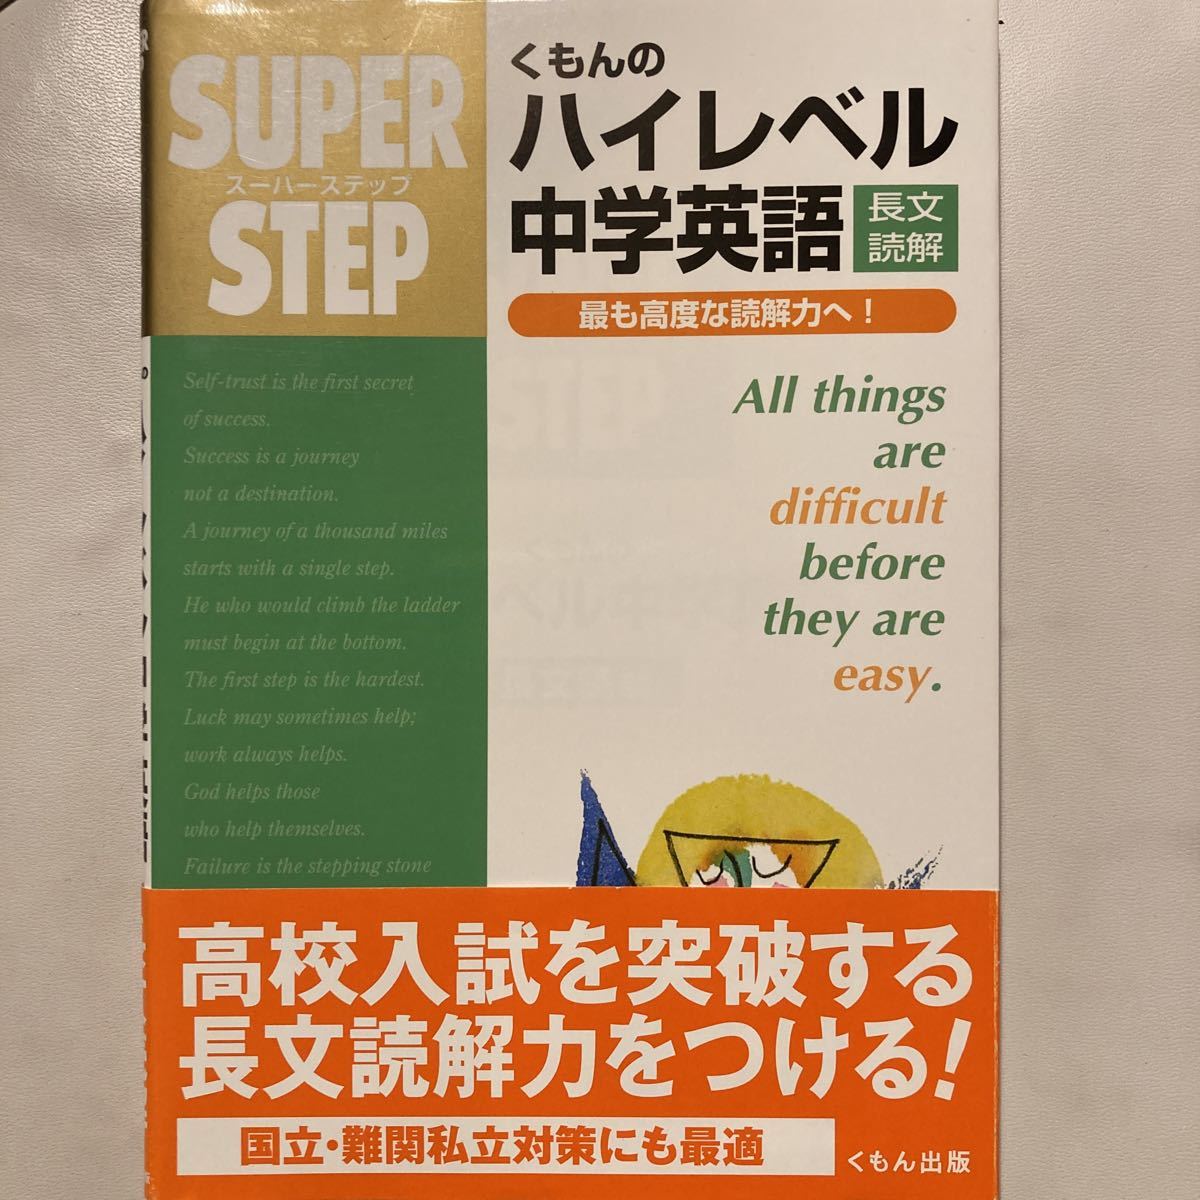 SUPER
スーパーステップ
STEP
くもんの
ハイレベル
中学英語
長文
読解
最も高度な読解力へ!
All things
are
difficult
before
they are
easy.
Self-trust is the first secret
of success.
Success is a journey
not a destination.
A journey of a thousand miles
starts with a single step.
He who would climb the ladder
must begin at the bottom.
The first step is the hardest.
Luck may sometimes help;
work always helps.
God helps those
who help themselves.
Failure is the stepping stone
高校入試を突破する
長文読解力をつける!
国立・難関私立対策にも最適
くもん出版